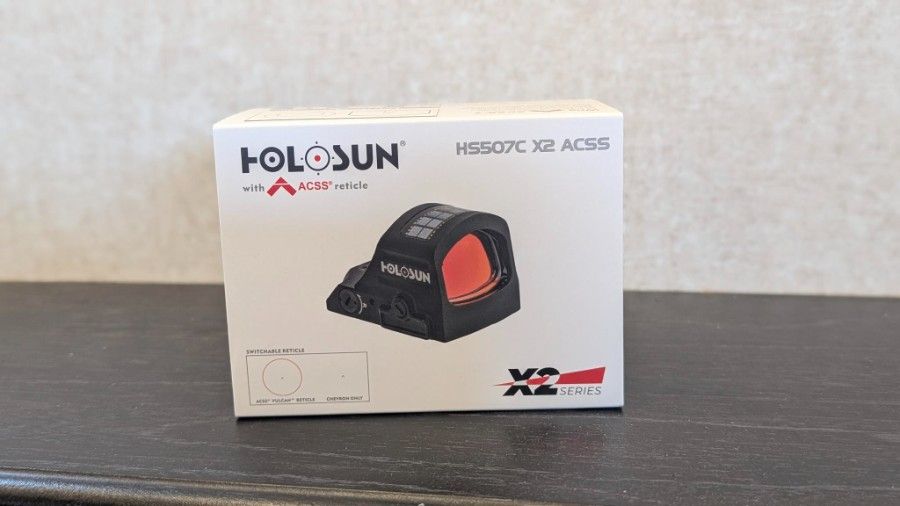 HOLOSUN®
with ACSS® reticle
HS507C X2 ACSS
HOLOSUN
SWITCHABLE RETICLE
ACSS® VULCAN™ RETICLE
CHEVRON ONLY
X2
SERIES